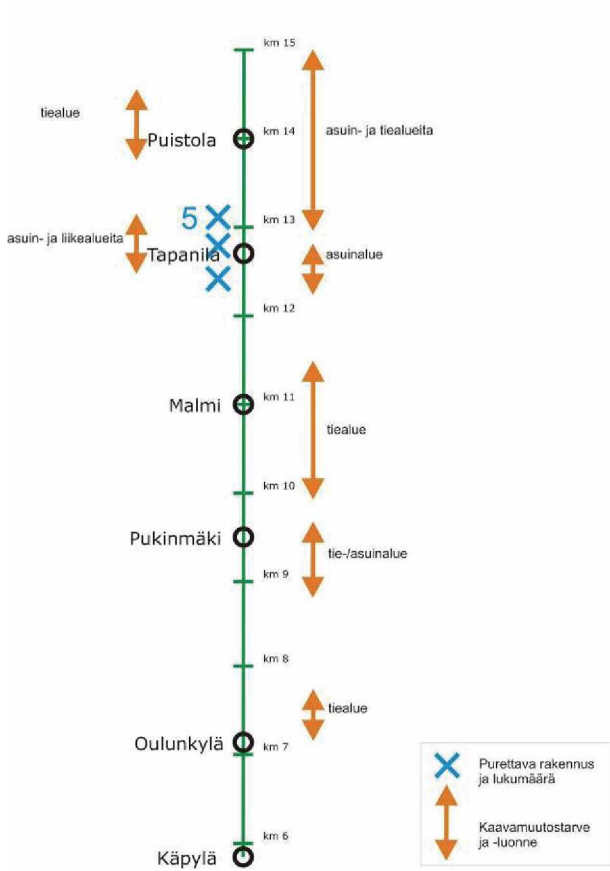 km 15
tiealue
Puistola
km 14
asuin- ja tiealueita
5
km 13
asuin- ja liikealueita
Tapanila
asuinalue
km 12
Malmi
km 11
tiealue
km 10
Pukinmäki
tie-/asuinalue
km 9
km 8
tiealue
Oulunkylä
km 7
Purettava rakennus
ja lukumäärä
Kaavamuutostarve
ja -luonne
km 6
Käpylä